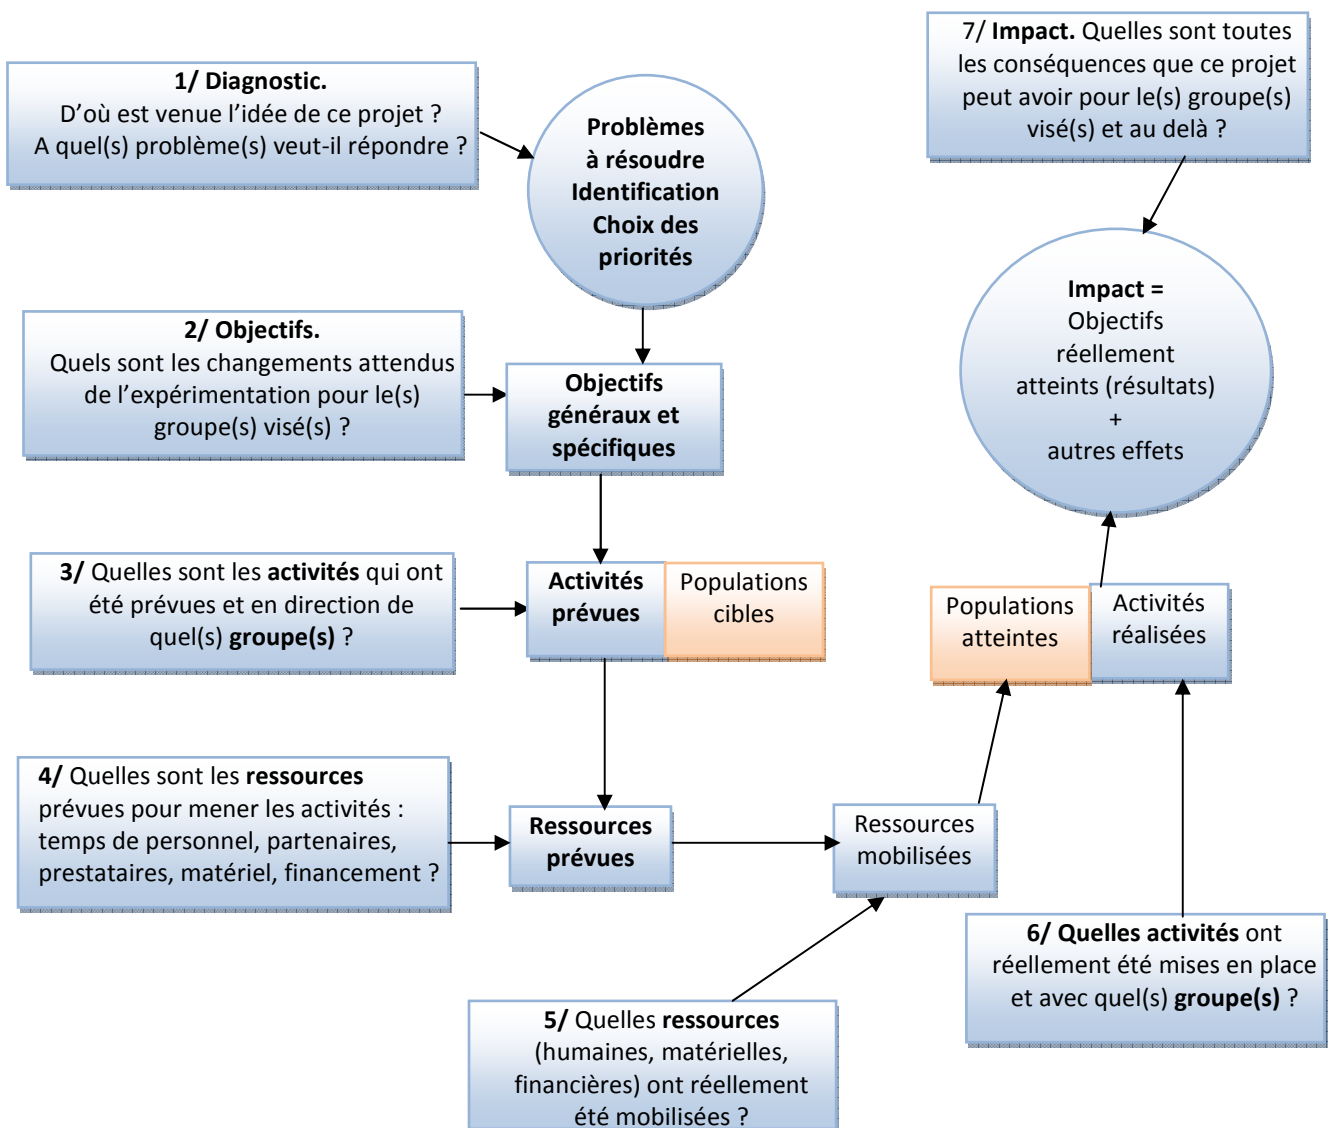 1/ Diagnostic.
D’où est venue l’idée de ce projet ?
A quel(s) problème(s) veut-il répondre ?
Problèmes
à résoudre
Identification
Choix des
priorités
2/ Objectifs.
Quels sont les changements attendus
de l’expérimentation pour le(s)
groupe(s) visé(s) ?
Objectifs
généraux et
spécifiques
3/ Quelles sont les activités qui ont
été prévues et en direction de
quel(s) groupe(s) ?
Activités
prévues
Populations
cibles
4/ Quelles sont les ressources
prévues pour mener les activités :
temps de personnel, partenaires,
prestataires, matériel, financement ?
Ressources
prévues
Ressources
mobilisées
5/ Quelles ressources
(humaines, matérielles,
financières) ont réellement
été mobilisées ?
6/ Quelles activités ont
réellement été mises en place
et avec quel(s) groupe(s) ?
Populations
atteintes
Activités
réalisées
7/ Impact. Quelles sont toutes
les conséquences que ce projet
peut avoir pour le(s) groupe(s)
visé(s) et au delà ?
Impact =
Objectifs
réellement
atteints (résultats)
+
autres effets